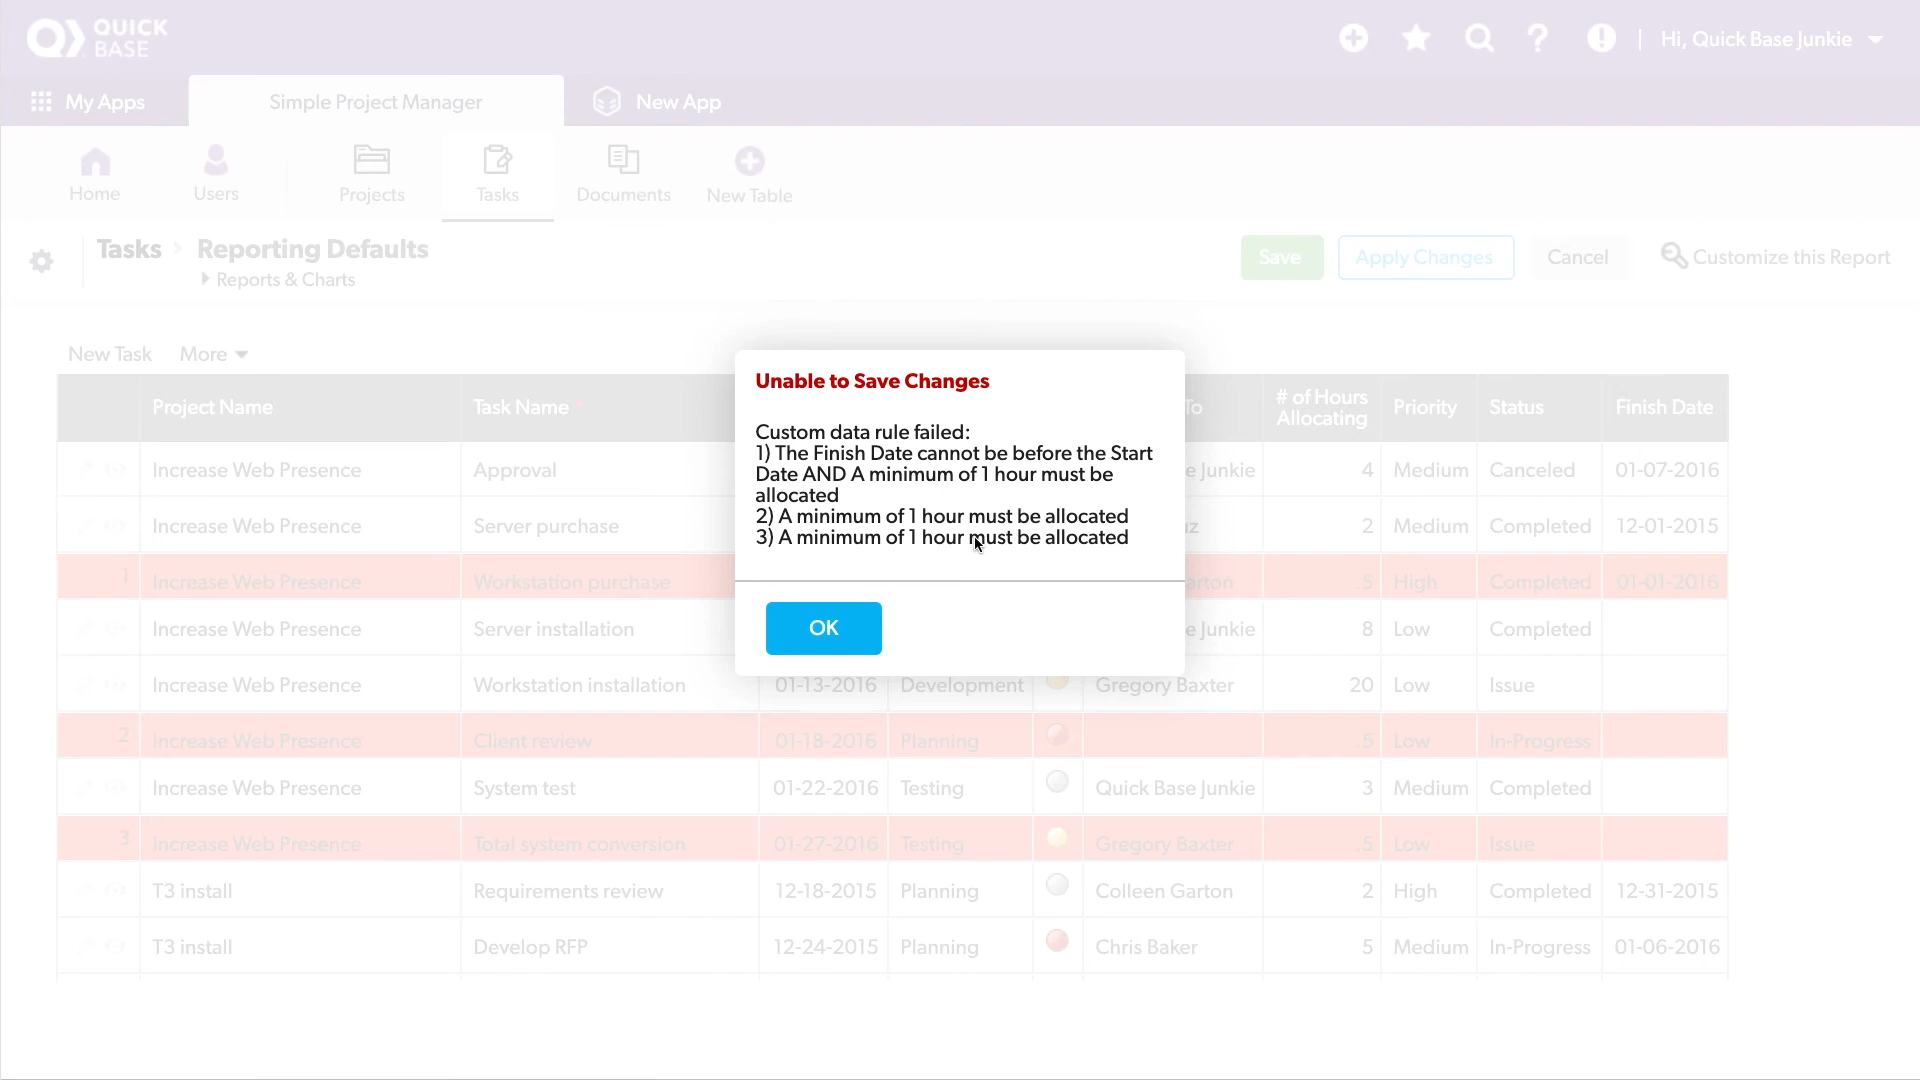 QUICK
BASE
Hi, Quick Base Junkie
My Apps
Simple Project Manager
New App
Home
Users
Projects
Tasks
Documents
New Table
Tasks
Reporting Defaults
Reports & Charts
Save
Apply Changes
Cancel
Customize this Report
New Task
More
Project Name
Task Name *
To
# of Hours
Allocating
Priority
Status
Finish Date
Increase Web Presence Approval e Junkie 4 Medium Canceled 01-07-2016
Increase Web Presence Server purchase 2 Medium Completed 12-01-2015
1 Increase Web Presence Workstation purchase arton .5 High Completed 01-01-2016
Increase Web Presence Server installation e Junkie 8 Low Completed
Increase Web Presence Workstation installation 01-13-2016 Development Gregory Baxter 20 Low Issue
2 Increase Web Presence Client review 01-18-2016 Planning .5 Low In-Progress
Increase Web Presence System test 01-22-2016 Testing Quick Base Junkie 3 Medium Completed
3 Increase Web Presence Total system conversion 01-27-2016 Testing Gregory Baxter .5 Low Issue
T3 install Requirements review 12-18-2015 Planning Colleen Garton 2 High Completed 12-31-2015
T3 install Develop RFP 12-24-2015 Planning Chris Baker 5 Medium In-Progress 01-06-2016
Unable to Save Changes
Custom data rule failed:
1) The Finish Date cannot be before the Start
Date AND A minimum of 1 hour must be
allocated
2) A minimum of 1 hour must be allocated
3) A minimum of 1 hour must be allocated
OK